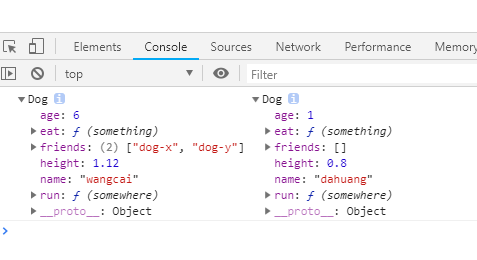 Elements Console Sources Network Performance Memory
top Filter
Dog i Dog i
age: 6 age: 1
eat: ƒ (something) eat: ƒ (something)
friends: (2) ["dog-x", "dog-y"] friends: []
height: 1.12 height: 0.8
name: "wangcai" name: "dahuang"
run: ƒ (somewhere) run: ƒ (somewhere)
__proto__: Object __proto__: Object